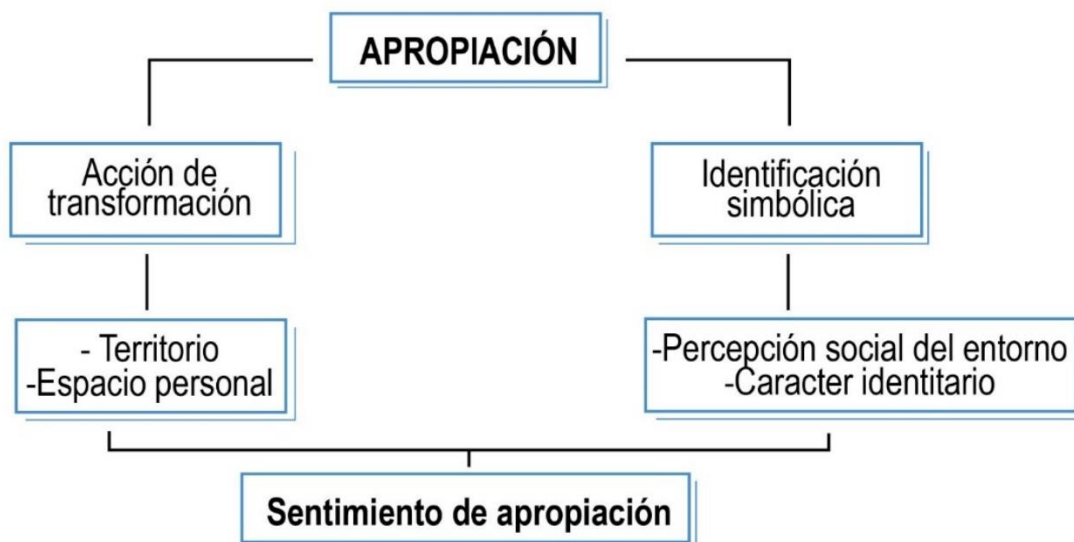 APROPIACIÓN
Acción de
transformación
Identificación
simbólica
- Territorio
-Espacio personal
-Percepción social del entorno
-Caracter identitario
Sentimiento de apropiación